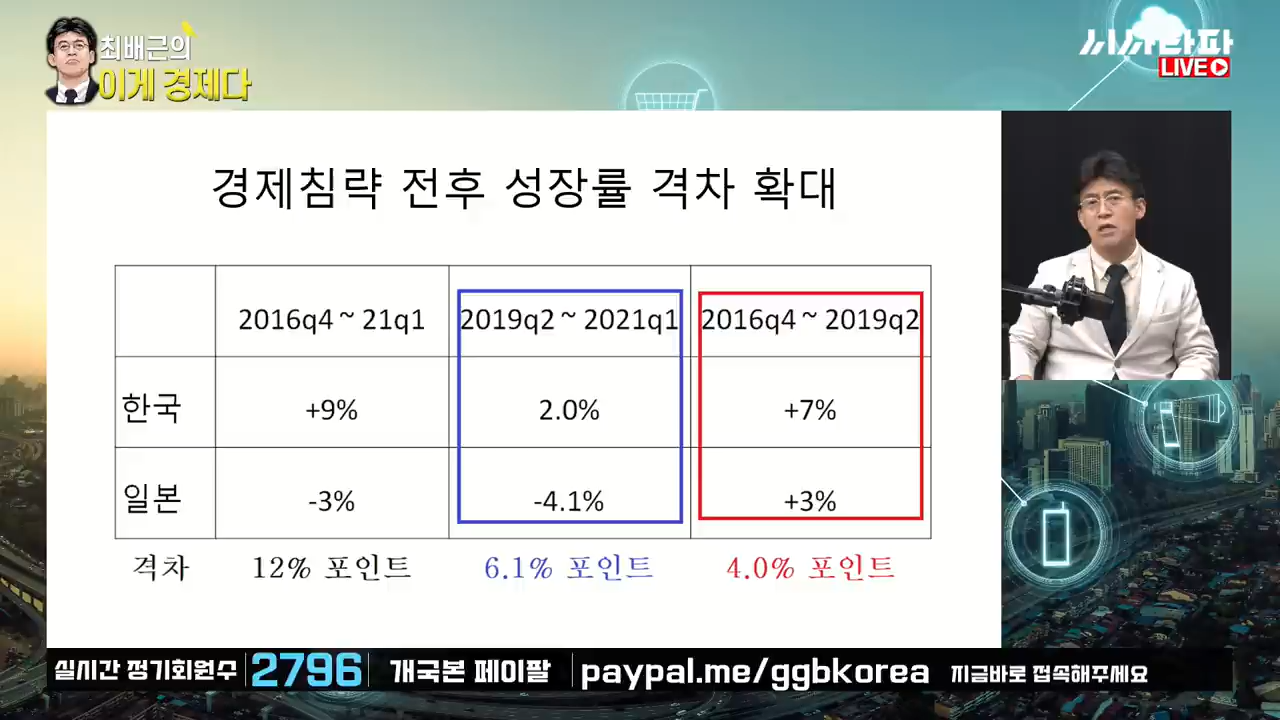 최배근의
이게 경제다
시사타파
LIVE
경제침략 전후 성장률 격차 확대
2016q4 ~ 21q1
2019q2 ~ 2021q1
2016q4 ~ 2019q2
한국
+9%
2.0%
+7%
일본
-3%
-4.1%
+3%
격차
12% 포인트
6.1% 포인트
4.0% 포인트
실시간 정기회원수
2796
개국본 페이팔
paypal.me/ggbkorea
지금바로 접속해주세요